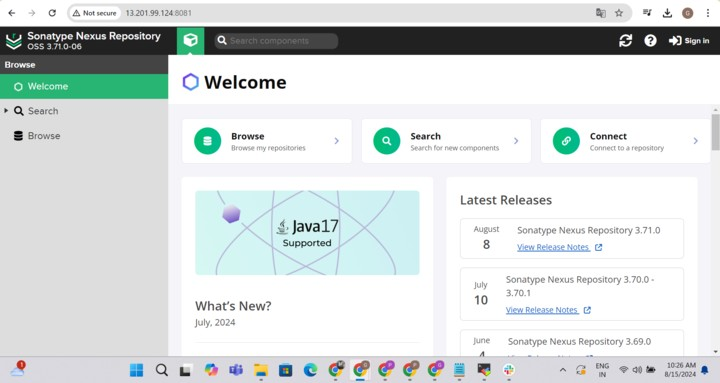 Not secure 13.201.99.124:8081
G
Sonatype Nexus Repository
OSS 3.71.0-06
Search components
Sign in
Browse
Welcome
Search
Browse
Welcome
Browse
Browse my repositories
Search
Search for new components
Connect
Connect to a repository
Java17
Supported
What's New?
July, 2024
Latest Releases
August
8
Sonatype Nexus Repository 3.71.0
View Release Notes
July
10
Sonatype Nexus Repository 3.70.0 -
3.70.1
View Release Notes
June
4
Sonatype Nexus Repository 3.69.0
1
ENG
IN
10:26 AM
8/15/2024